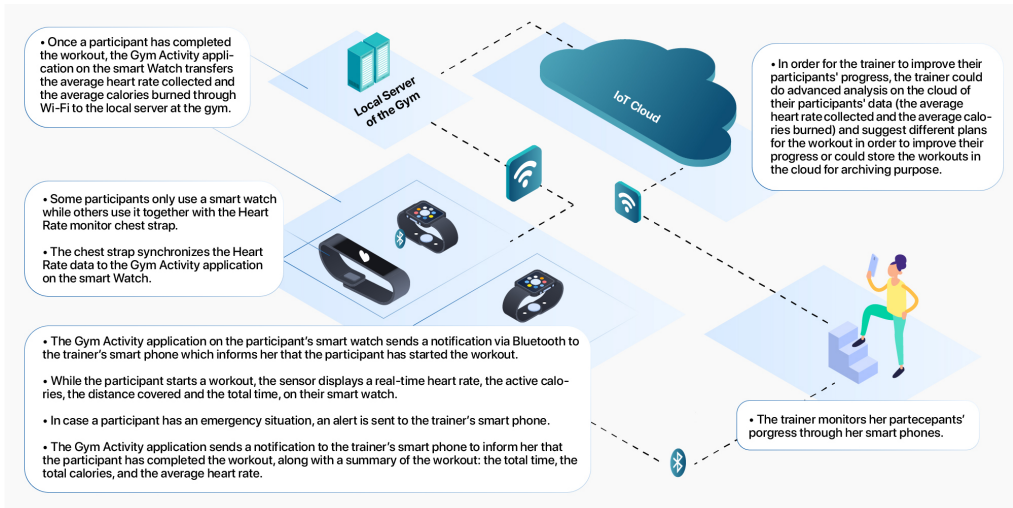 • Once a participant has completed
the workout, the Gym Activity appli-
cation on the smart Watch transfers
the average heart rate collected and
the average calories burned through
Wi-Fi to the local server at the gym.
Local Server
of the Gym
IoT Cloud
• In order for the trainer to improve their
participants' progress, the trainer could
do advanced analysis on the cloud of
their participants' data (the average
heart rate collected and the average calo-
ries burned) and suggest different plans
for the workout in order to improve their
progress or could store the workouts in
the cloud for archiving purpose.
• Some participants only use a smart watch
while others use it together with the Heart
Rate monitor chest strap.
• The chest strap synchronizes the Heart
Rate data to the Gym Activity application
on the smart Watch.
• The Gym Activity application on the participant's smart watch sends a notification via Bluetooth to
the trainer's smart phone which informs her that the participant has started the workout.
• While the participant starts a workout, the sensor displays a real-time heart rate, the active calo-
ries, the distance covered and the total time, on their smart watch.
• In case a participant has an emergency situation, an alert is sent to the trainer's smart phone.
• The Gym Activity application sends a notification to the trainer's smart phone to inform her that
the participant has completed the workout, along with a summary of the workout: the total time, the
total calories, and the average heart rate.
• The trainer monitors her partecepants'
porgress through her smart phones.